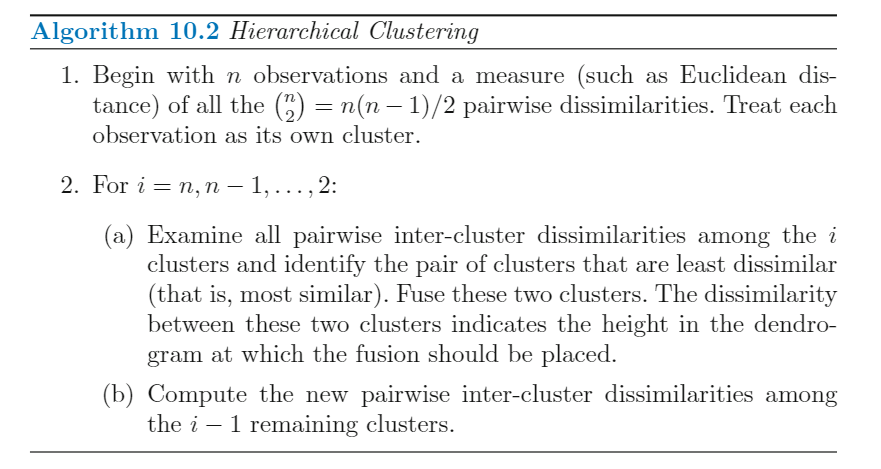 Algorithm 10.2 Hierarchical Clustering
1. Begin with n observations and a measure (such as Euclidean dis-
tance) of all the (n 2) = n(n − 1)/2 pairwise dissimilarities. Treat each
observation as its own cluster.
2. For i = n, n − 1, . . . , 2:
(a) Examine all pairwise inter-cluster dissimilarities among the i
clusters and identify the pair of clusters that are least dissimilar
(that is, most similar). Fuse these two clusters. The dissimilarity
between these two clusters indicates the height in the dendro-
gram at which the fusion should be placed.
(b) Compute the new pairwise inter-cluster dissimilarities among
the i − 1 remaining clusters.